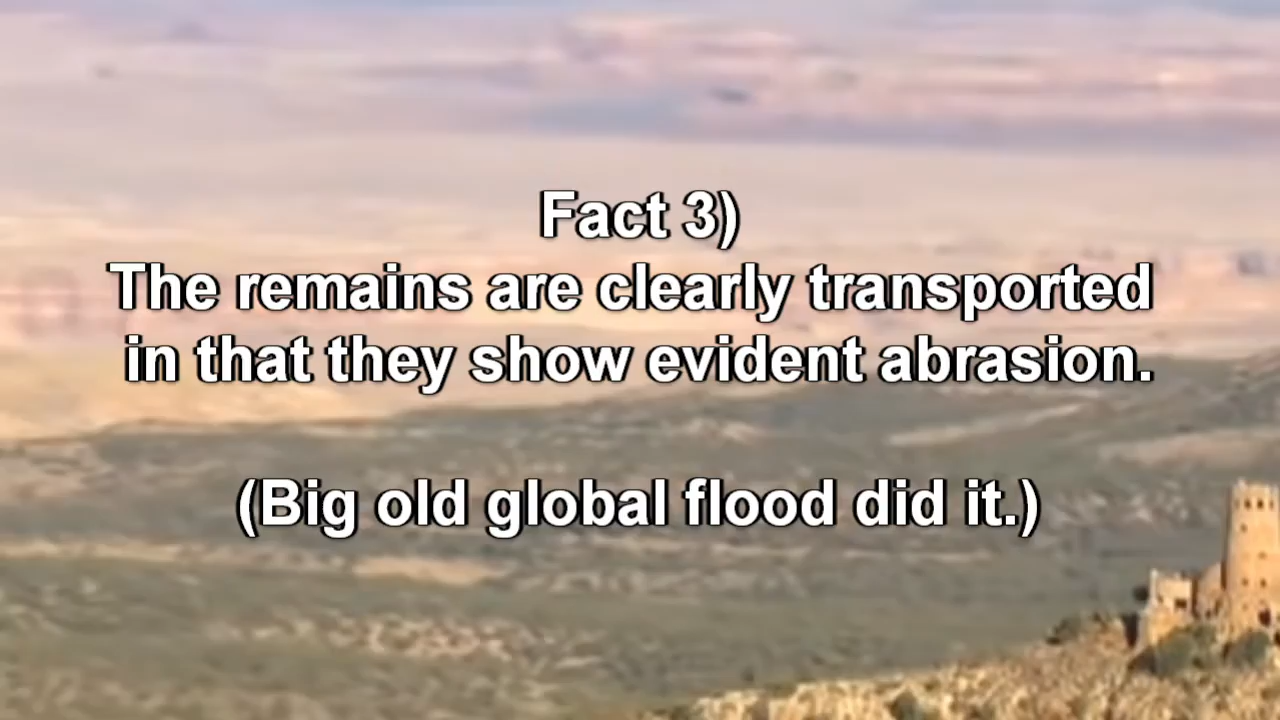 Fact 3)
The remains are clearly transported
in that they show evident abrasion.
(Big old global flood did it.)